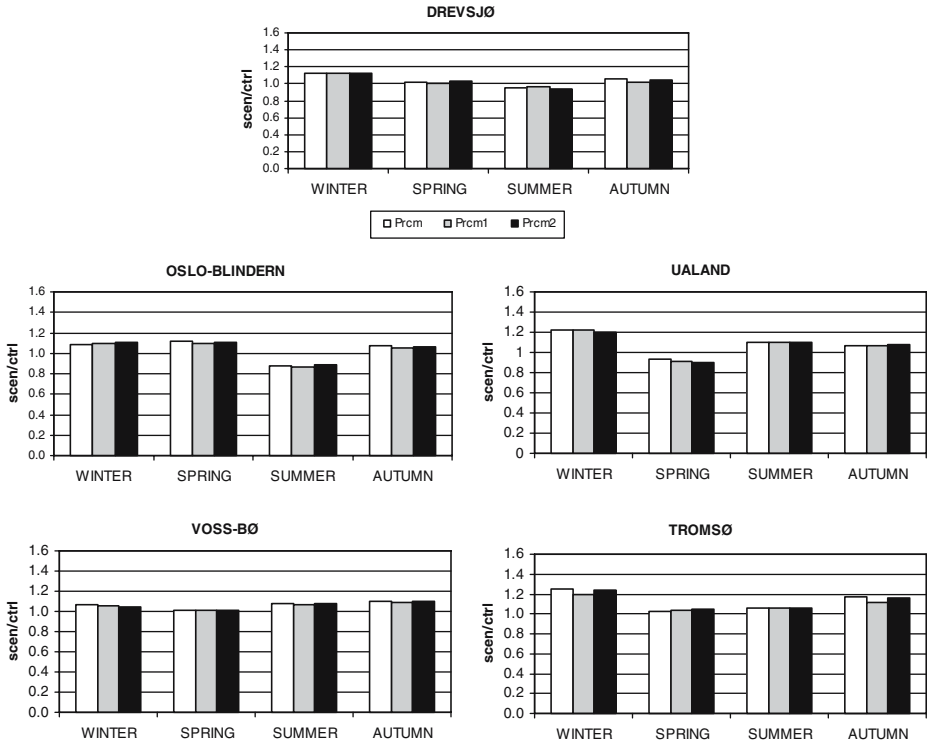 DREVSJØ
scen/ctrl
1.6
1.4
1.2
1.0
0.8
0.6
0.4
0.2
0.0
WINTER SPRING SUMMER AUTUMN
Prcm Prcm1 Prcm2
OSLO-BLINDERN
scen/ctrl
1.6
1.4
1.2
1.0
0.8
0.6
0.4
0.2
0.0
WINTER SPRING SUMMER AUTUMN
UALAND
scen/ctrl
1.6
1.4
1.2
1
0.8
0.6
0.4
0.2
0
WINTER SPRING SUMMER AUTUMN
VOSS-BØ
scen/ctrl
1.6
1.4
1.2
1.0
0.8
0.6
0.4
0.2
0.0
WINTER SPRING SUMMER AUTUMN
TROMSØ
scen/ctrl
1.6
1.4
1.2
1.0
0.8
0.6
0.4
0.2
0.0
WINTER SPRING SUMMER AUTUMN